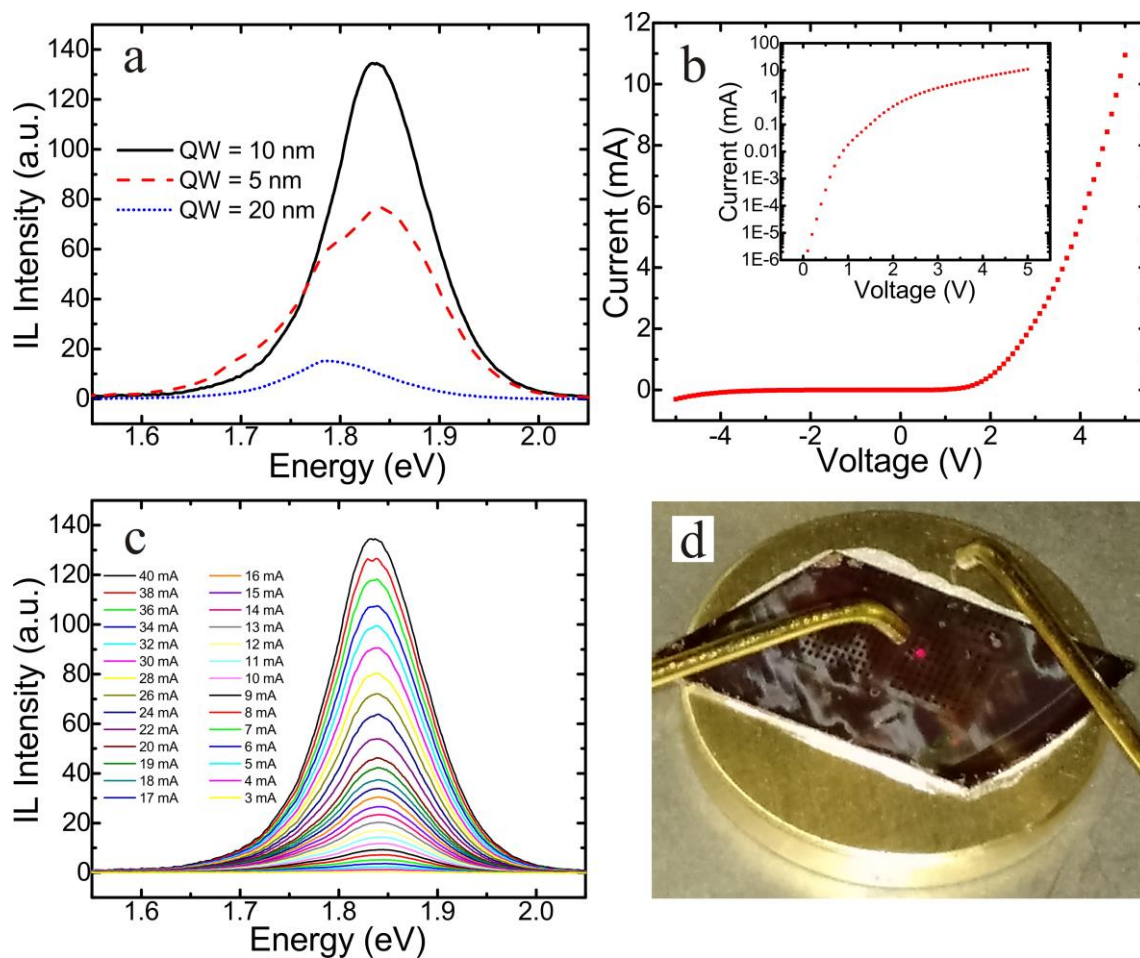 a
140
120
100
80
60
40
20
0
IL Intensity (a.u.)
QW = 10 nm
QW = 5 nm
QW = 20 nm
1.6 1.7 1.8 1.9 2.0
Energy (eV)
b
12
10
8
6
4
2
0
Current (mA)
100
10
1
0.1
0.01
1E-3
1E-4
1E-5
1E-6
Current (mA)
0 1 2 3 4 5
Voltage (V)
-4 -2 0 2 4
Voltage (V)
c
140
120
100
80
60
40
20
0
IL Intensity (a.u.)
40 mA 16 mA
38 mA 15 mA
36 mA 14 mA
34 mA 13 mA
32 mA 12 mA
30 mA 11 mA
28 mA 10 mA
26 mA 9 mA
24 mA 8 mA
22 mA 7 mA
20 mA 6 mA
19 mA 5 mA
18 mA 4 mA
17 mA 3 mA
1.6 1.7 1.8 1.9 2.0
Energy (eV)
d